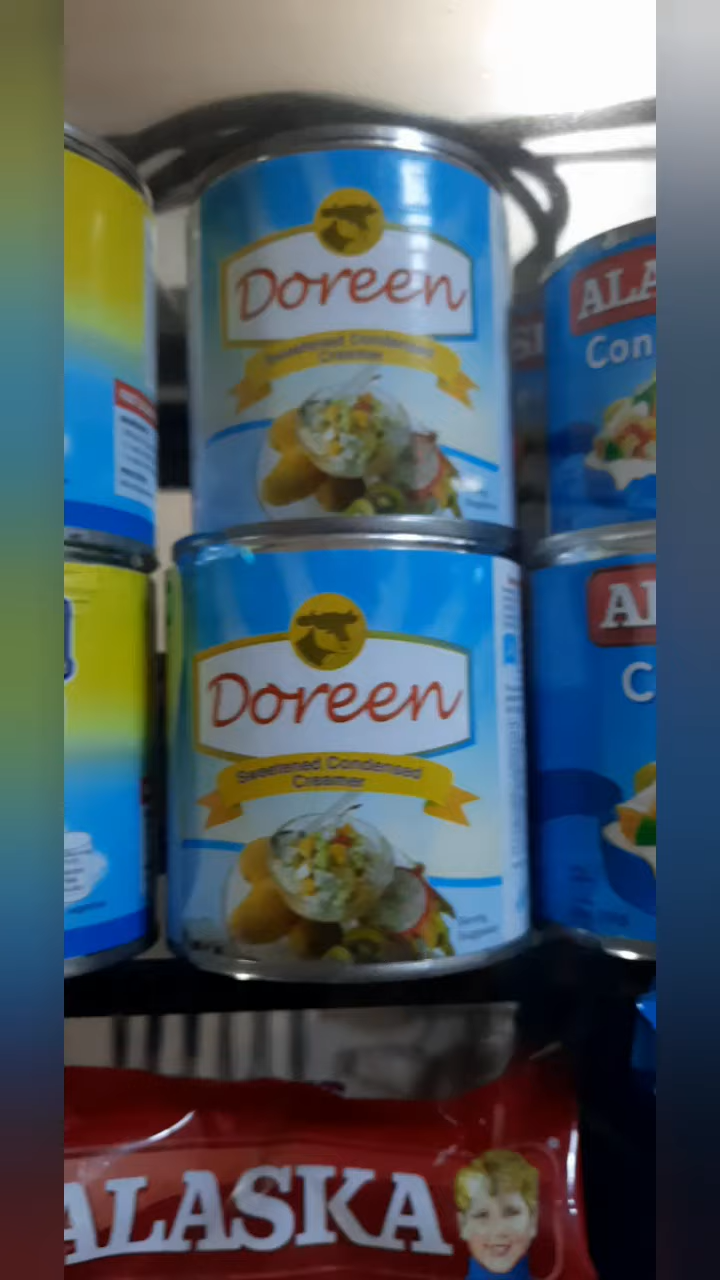 Doreen
Sweetened Condensed
Creamer
ALA
Con
Doreen
Sweetened Condensed
Creamer
AL
C
ALASKA